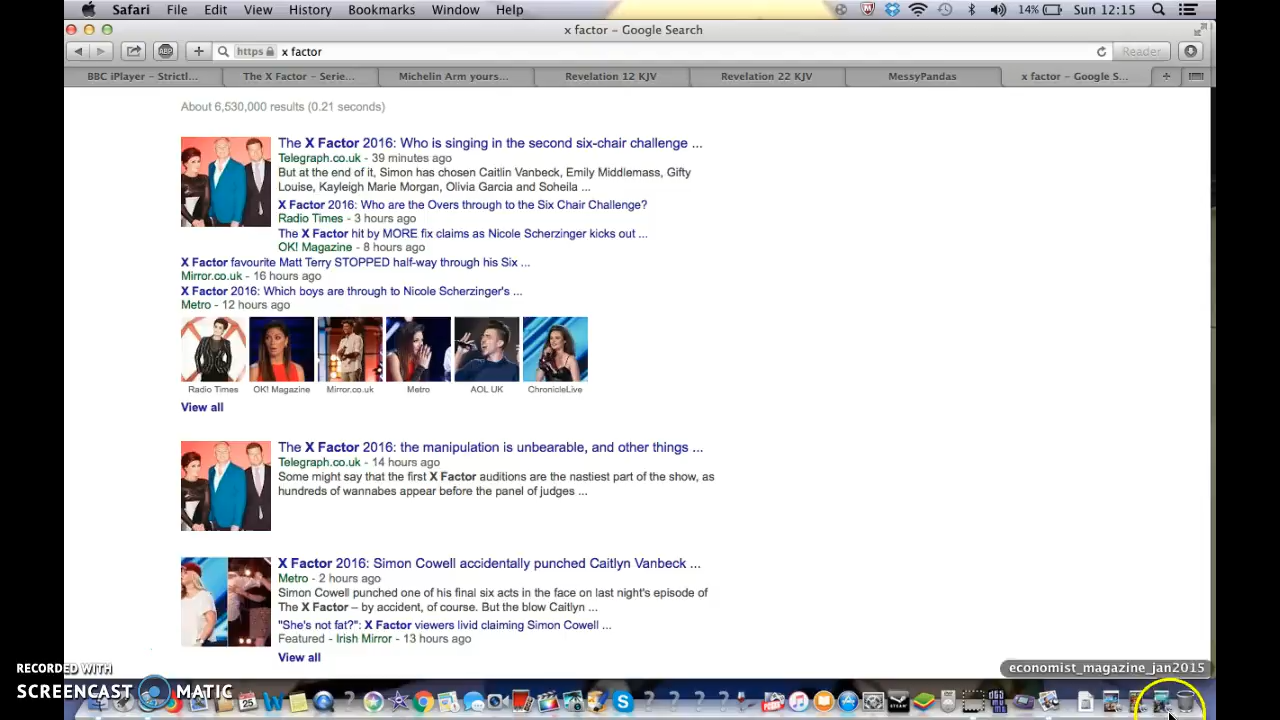 Safari File Edit View History Bookmarks Window Help 14% Sun 12:15
x factor – Google Search
ABP https x factor Reader
BBC iPlayer – Strictl... The X Factor – Serie... Michelin Arm yours... Revelation 12 KJV Revelation 22 KJV MessyPandas x factor – Google S...
About 6,530,000 results (0.21 seconds)
The X Factor 2016: Who is singing in the second six-chair challenge ...
Telegraph.co.uk - 39 minutes ago
But at the end of it, Simon has chosen Caitlin Vanbeck, Emily Middlemass, Gifty
Louise, Kayleigh Marie Morgan, Olivia Garcia and Soheila ...
X Factor 2016: Who are the Overs through to the Six Chair Challenge?
Radio Times - 3 hours ago
The X Factor hit by MORE fix claims as Nicole Scherzinger kicks out ...
OK! Magazine - 8 hours ago
X Factor favourite Matt Terry STOPPED half-way through his Six ...
Mirror.co.uk - 16 hours ago
X Factor 2016: Which boys are through to Nicole Scherzinger's ...
Metro - 12 hours ago
Radio Times OK! Magazine Mirror.co.uk Metro AOL UK ChronicleLive
View all
The X Factor 2016: the manipulation is unbearable, and other things ...
Telegraph.co.uk - 14 hours ago
Some might say that the first X Factor auditions are the nastiest part of the show, as
hundreds of wannabes appear before the panel of judges ...
X Factor 2016: Simon Cowell accidentally punched Caitlyn Vanbeck ...
Metro - 2 hours ago
Simon Cowell punched one of his final six acts in the face on last night's episode of
The X Factor – by accident, of course. But the blow Caitlyn ...
"She's not fat?": X Factor viewers livid claiming Simon Cowell ...
Featured - Irish Mirror - 13 hours ago
View all
economist_magazine_jan2015
RECORDED WITH
SCREENCAST MATIC
25